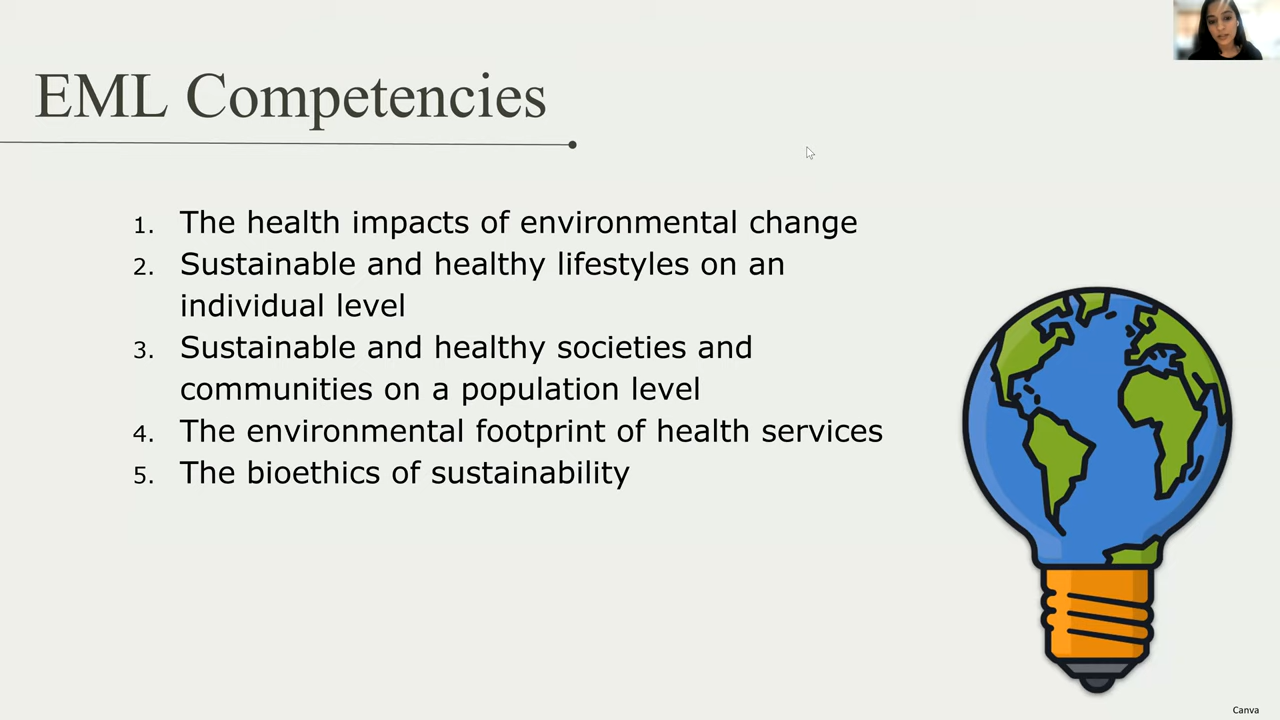 EML Competencies
1. The health impacts of environmental change
2. Sustainable and healthy lifestyles on an
individual level
3. Sustainable and healthy societies and
communities on a population level
4. The environmental footprint of health services
5. The bioethics of sustainability
Canva